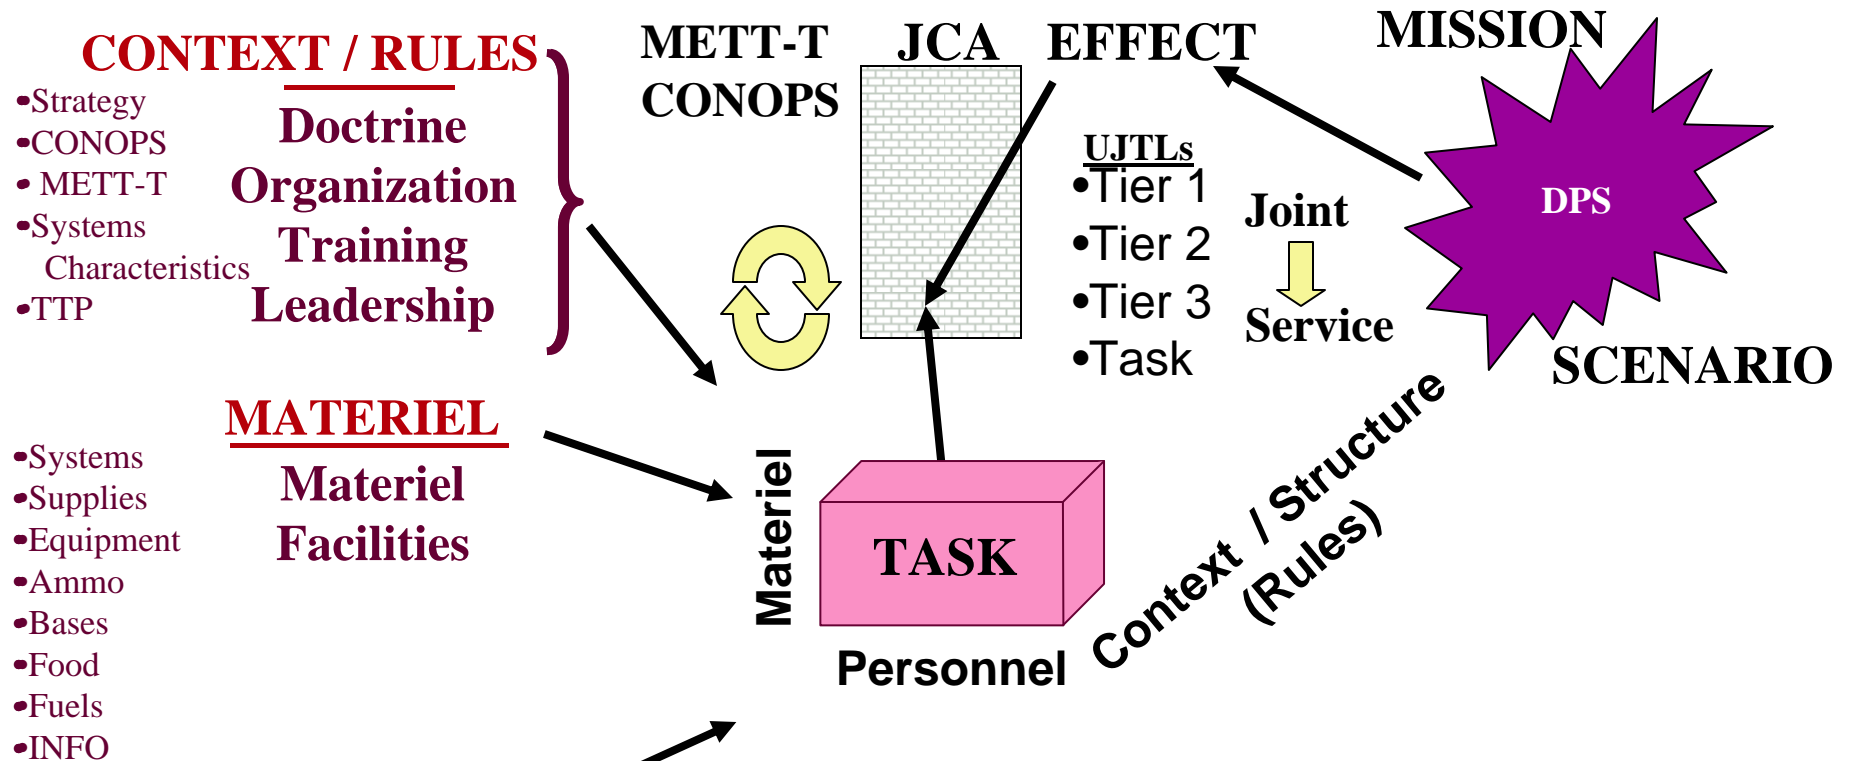 CONTEXT / RULES
•Strategy
•CONOPS
• METT-T
•Systems
Characteristics
•TTP
Doctrine
Organization
Training
Leadership
MATERIEL
•Systems
•Supplies
•Equipment
•Ammo
•Bases
•Food
•Fuels
•INFO
Materiel
Facilities
METT-T
CONOPS
JCA
EFFECT
MISSION
UJTLs
•Tier 1
•Tier 2
•Tier 3
•Task
Joint
Service
DPS
SCENARIO
Materiel
TASK
Personnel
Context / Structure
(Rules)